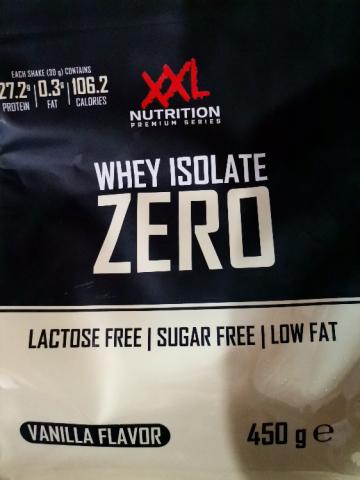 EACH SHAKE (30 g) CONTAINS
27.2g 0.3g 106.2
PROTEIN FAT CALORIES
XXL
NUTRITION
PREMIUM SERIES
WHEY ISOLATE
ZERO
LACTOSE FREE | SUGAR FREE | LOW FAT
VANILLA FLAVOR
450 g ℮